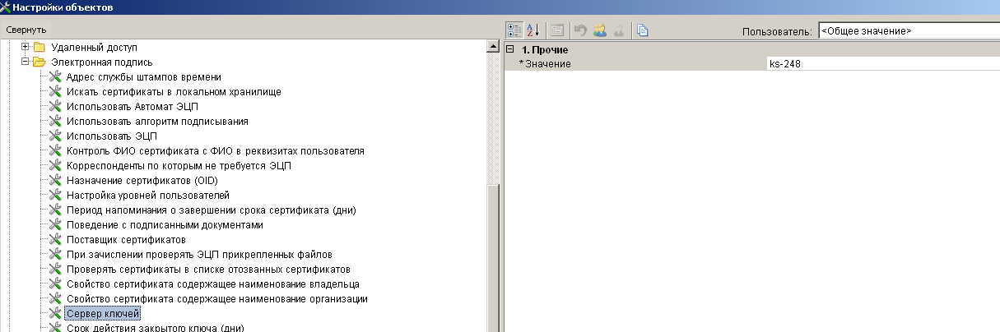 Настройки объектов
Свернуть
Пользователь: <Общее значение>
Удаленный доступ
Электронная подпись
Адрес службы штампов времени
Искать сертификаты в локальном хранилище
Использовать Автомат ЭЦП
Использовать алгоритм подписывания
Использовать ЭЦП
Контроль ФИО сертификата с ФИО в реквизитах пользователя
Корреспонденты по которым не требуется ЭЦП
Назначение сертификатов (OID)
Настройка уровней пользователей
Период напоминания о завершении срока сертификата (дни)
Поведение с подписанными документами
Поставщик сертификатов
При зачислении проверять ЭЦП прикрепленных файлов
Проверять сертификаты в списке отозванных сертификатов
Свойство сертификата содержащее наименование владельца
Свойство сертификата содержащее наименование организации
Сервер ключей
Срок действия закрытого ключа (дни)
1. Прочие
* Значение ks-248